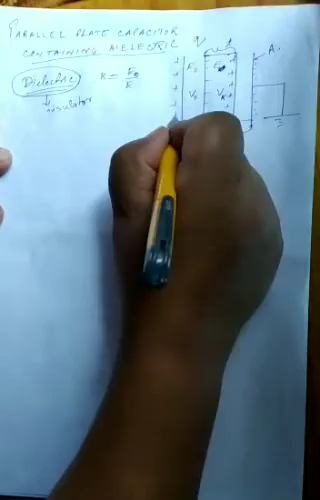 PARALLEL PLATE CAPACITOR
CONTAINING DIELECTRIC
Dielectric
Insulator
K = E₀
E
q
t
A